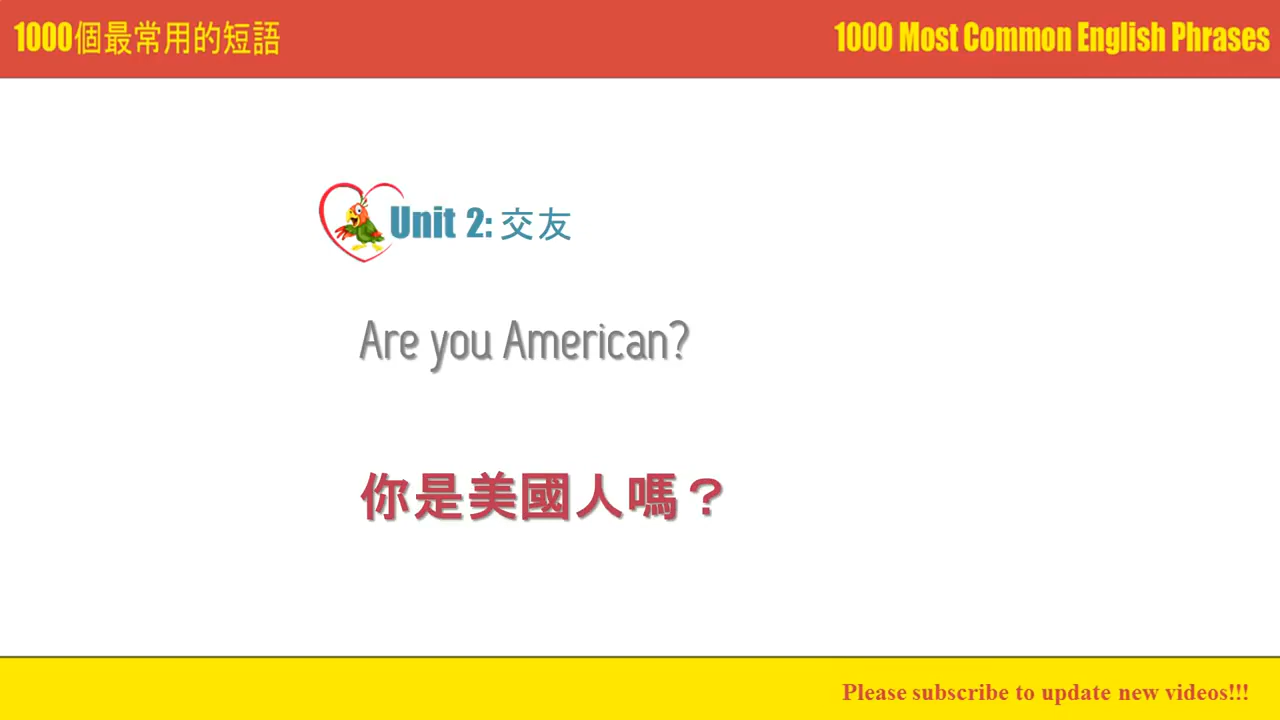 1000個最常用的短語
1000 Most Common English Phrases
Unit 2: 交友
Are you American?
你是美國人嗎？
Please subscribe to update new videos!!!